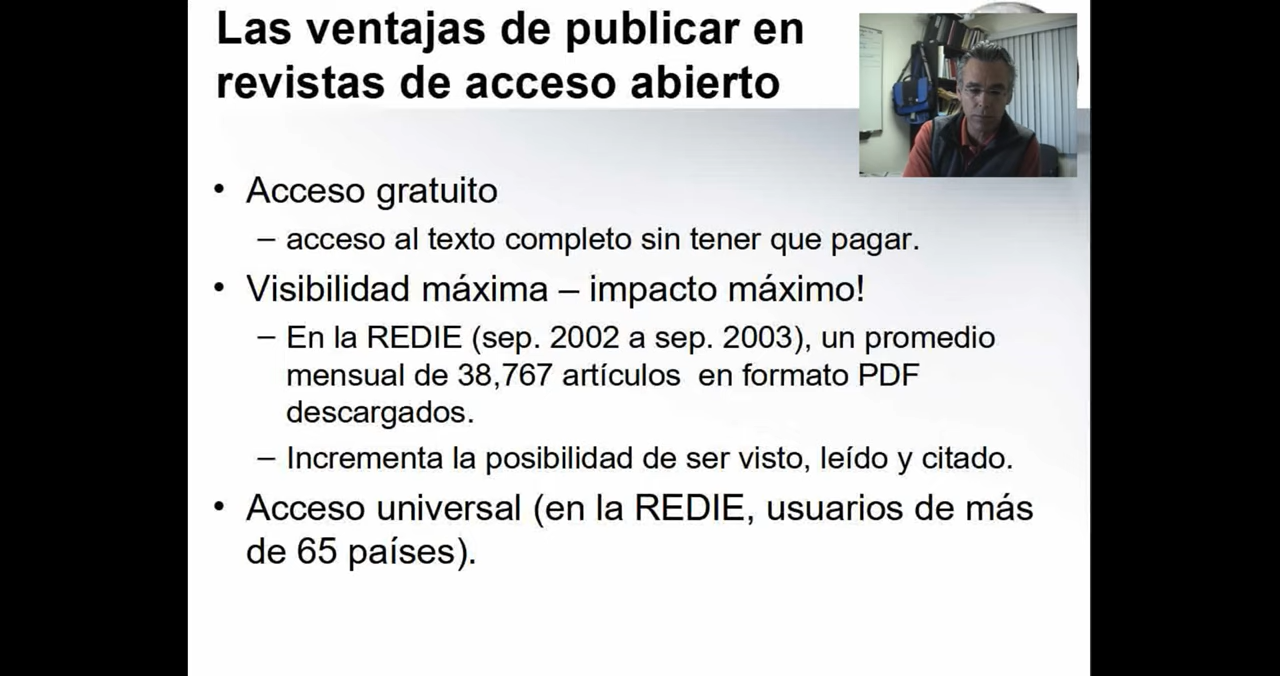 Las ventajas de publicar en
revistas de acceso abierto
• Acceso gratuito
– acceso al texto completo sin tener que pagar.
• Visibilidad máxima – impacto máximo!
– En la REDIE (sep. 2002 a sep. 2003), un promedio
mensual de 38,767 artículos en formato PDF
descargados.
– Incrementa la posibilidad de ser visto, leído y citado.
• Acceso universal (en la REDIE, usuarios de más
de 65 países).